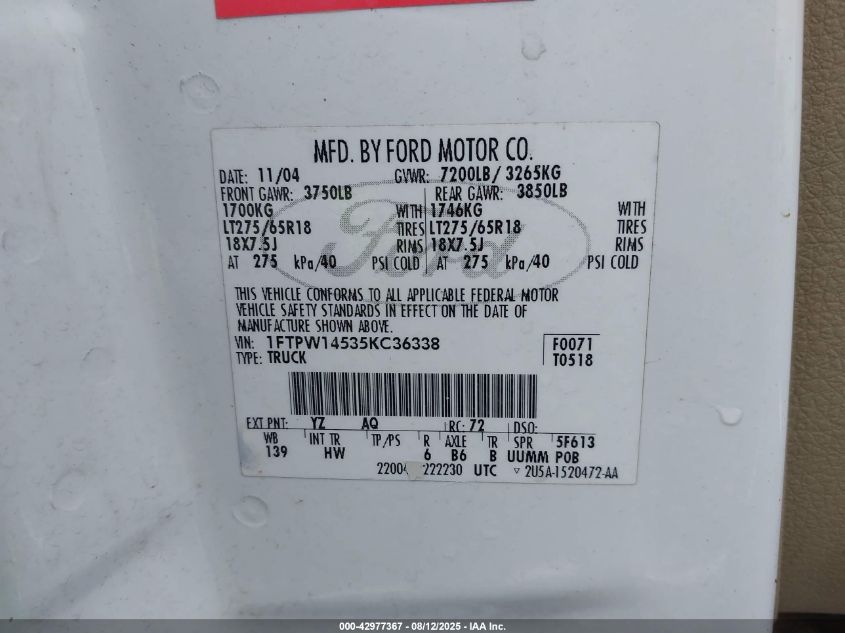 MFD. BY FORD MOTOR CO.
DATE: 11/04 GVWR: 7200LB/ 3265KG
FRONT GAWR: 3750LB REAR GAWR: 3850LB
1700KG WITH 1746KG WITH
LT275/65R18 TIRES LT275/65R18 TIRES
18X7.5J RIMS 18X7.5J RIMS
AT 275 kPa/40 PSI COLD AT 275 kPa/40 PSI COLD
Ford
THIS VEHICLE CONFORMS TO ALL APPLICABLE FEDERAL MOTOR
VEHICLE SAFETY STANDARDS IN EFFECT ON THE DATE OF
MANUFACTURE SHOWN ABOVE.
VIN: 1FTPW14535KC36338 F0071
TYPE: TRUCK T0518
EXT PNT: YZ AQ RC: 72 DSO:
WB INT TR TP/PS R AXLE TR SPR 5F613
139 HW 6 B6 B UUMM POB
22004 222230 UTC ▿ 2U5A-1520472-AA
000-42977367 - 08/12/2025 - IAA Inc.